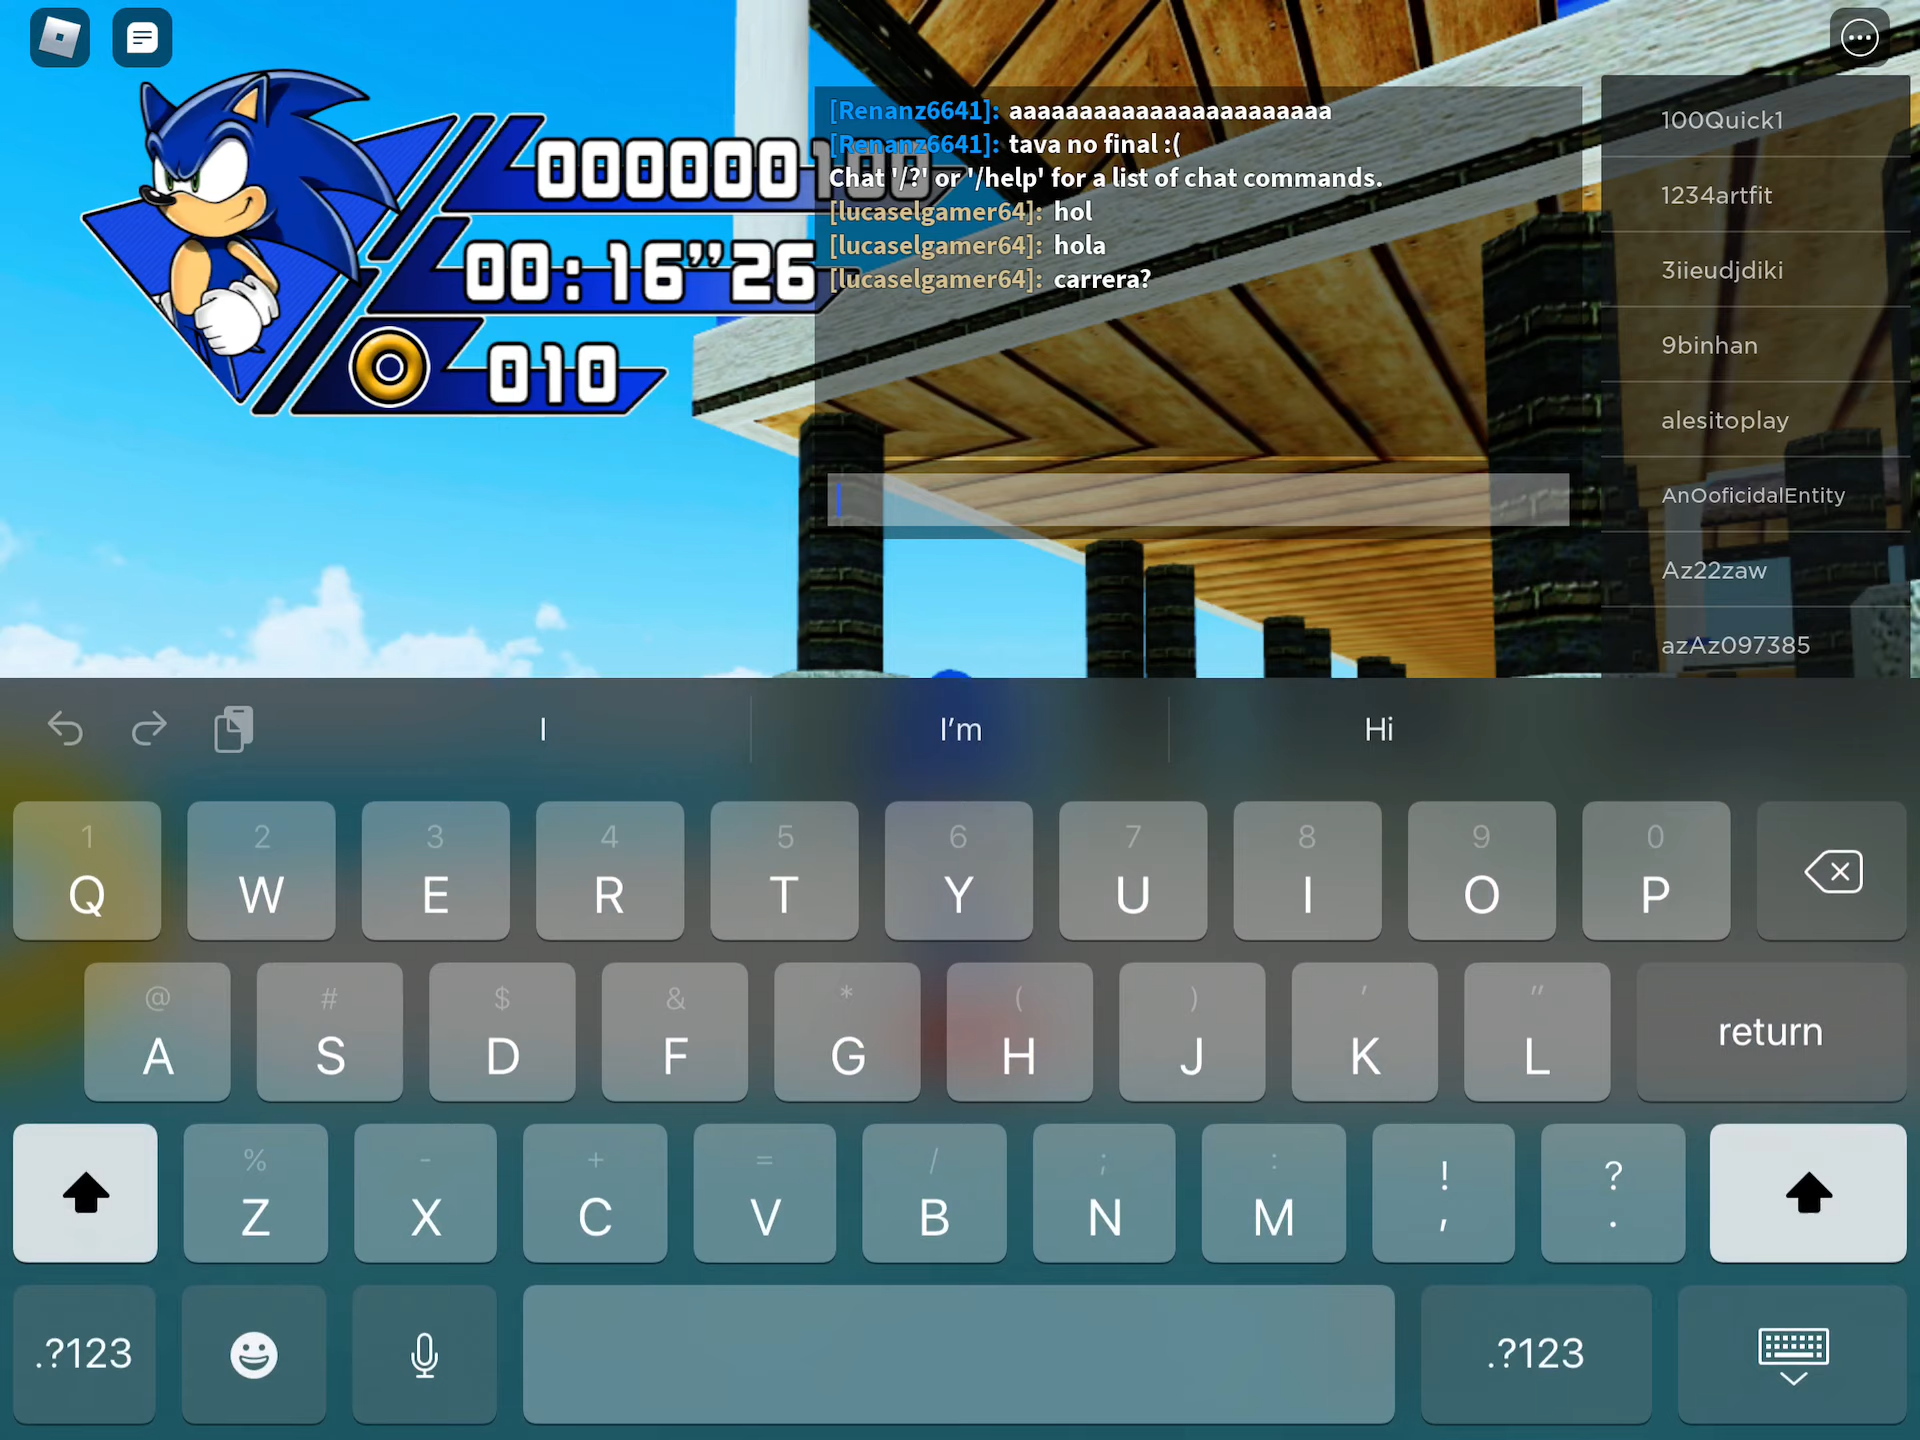 000000100
00:16"26
010
[Renanz6641]: aaaaaaaaaaaaaaaaaaaaaaa
[Renanz6641]: tava no final :(
Chat '/?' or '/help' for a list of chat commands.
[lucaselgamer64]: hol
[lucaselgamer64]: hola
[lucaselgamer64]: carrera?
100Quick1
1234artfit
3iieudjdiki
9binhan
alesitoplay
AnOoficidalEntity
Az22zaw
azAz097385
I I’m Hi
1 2 3 4 5 6 7 8 9 0
Q W E R T Y U I O P
@ # $ & * ( ) ' "
A S D F G H J K L return
% - + = / ; : ! ?
Z X C V B N M , .
.?123 .?123